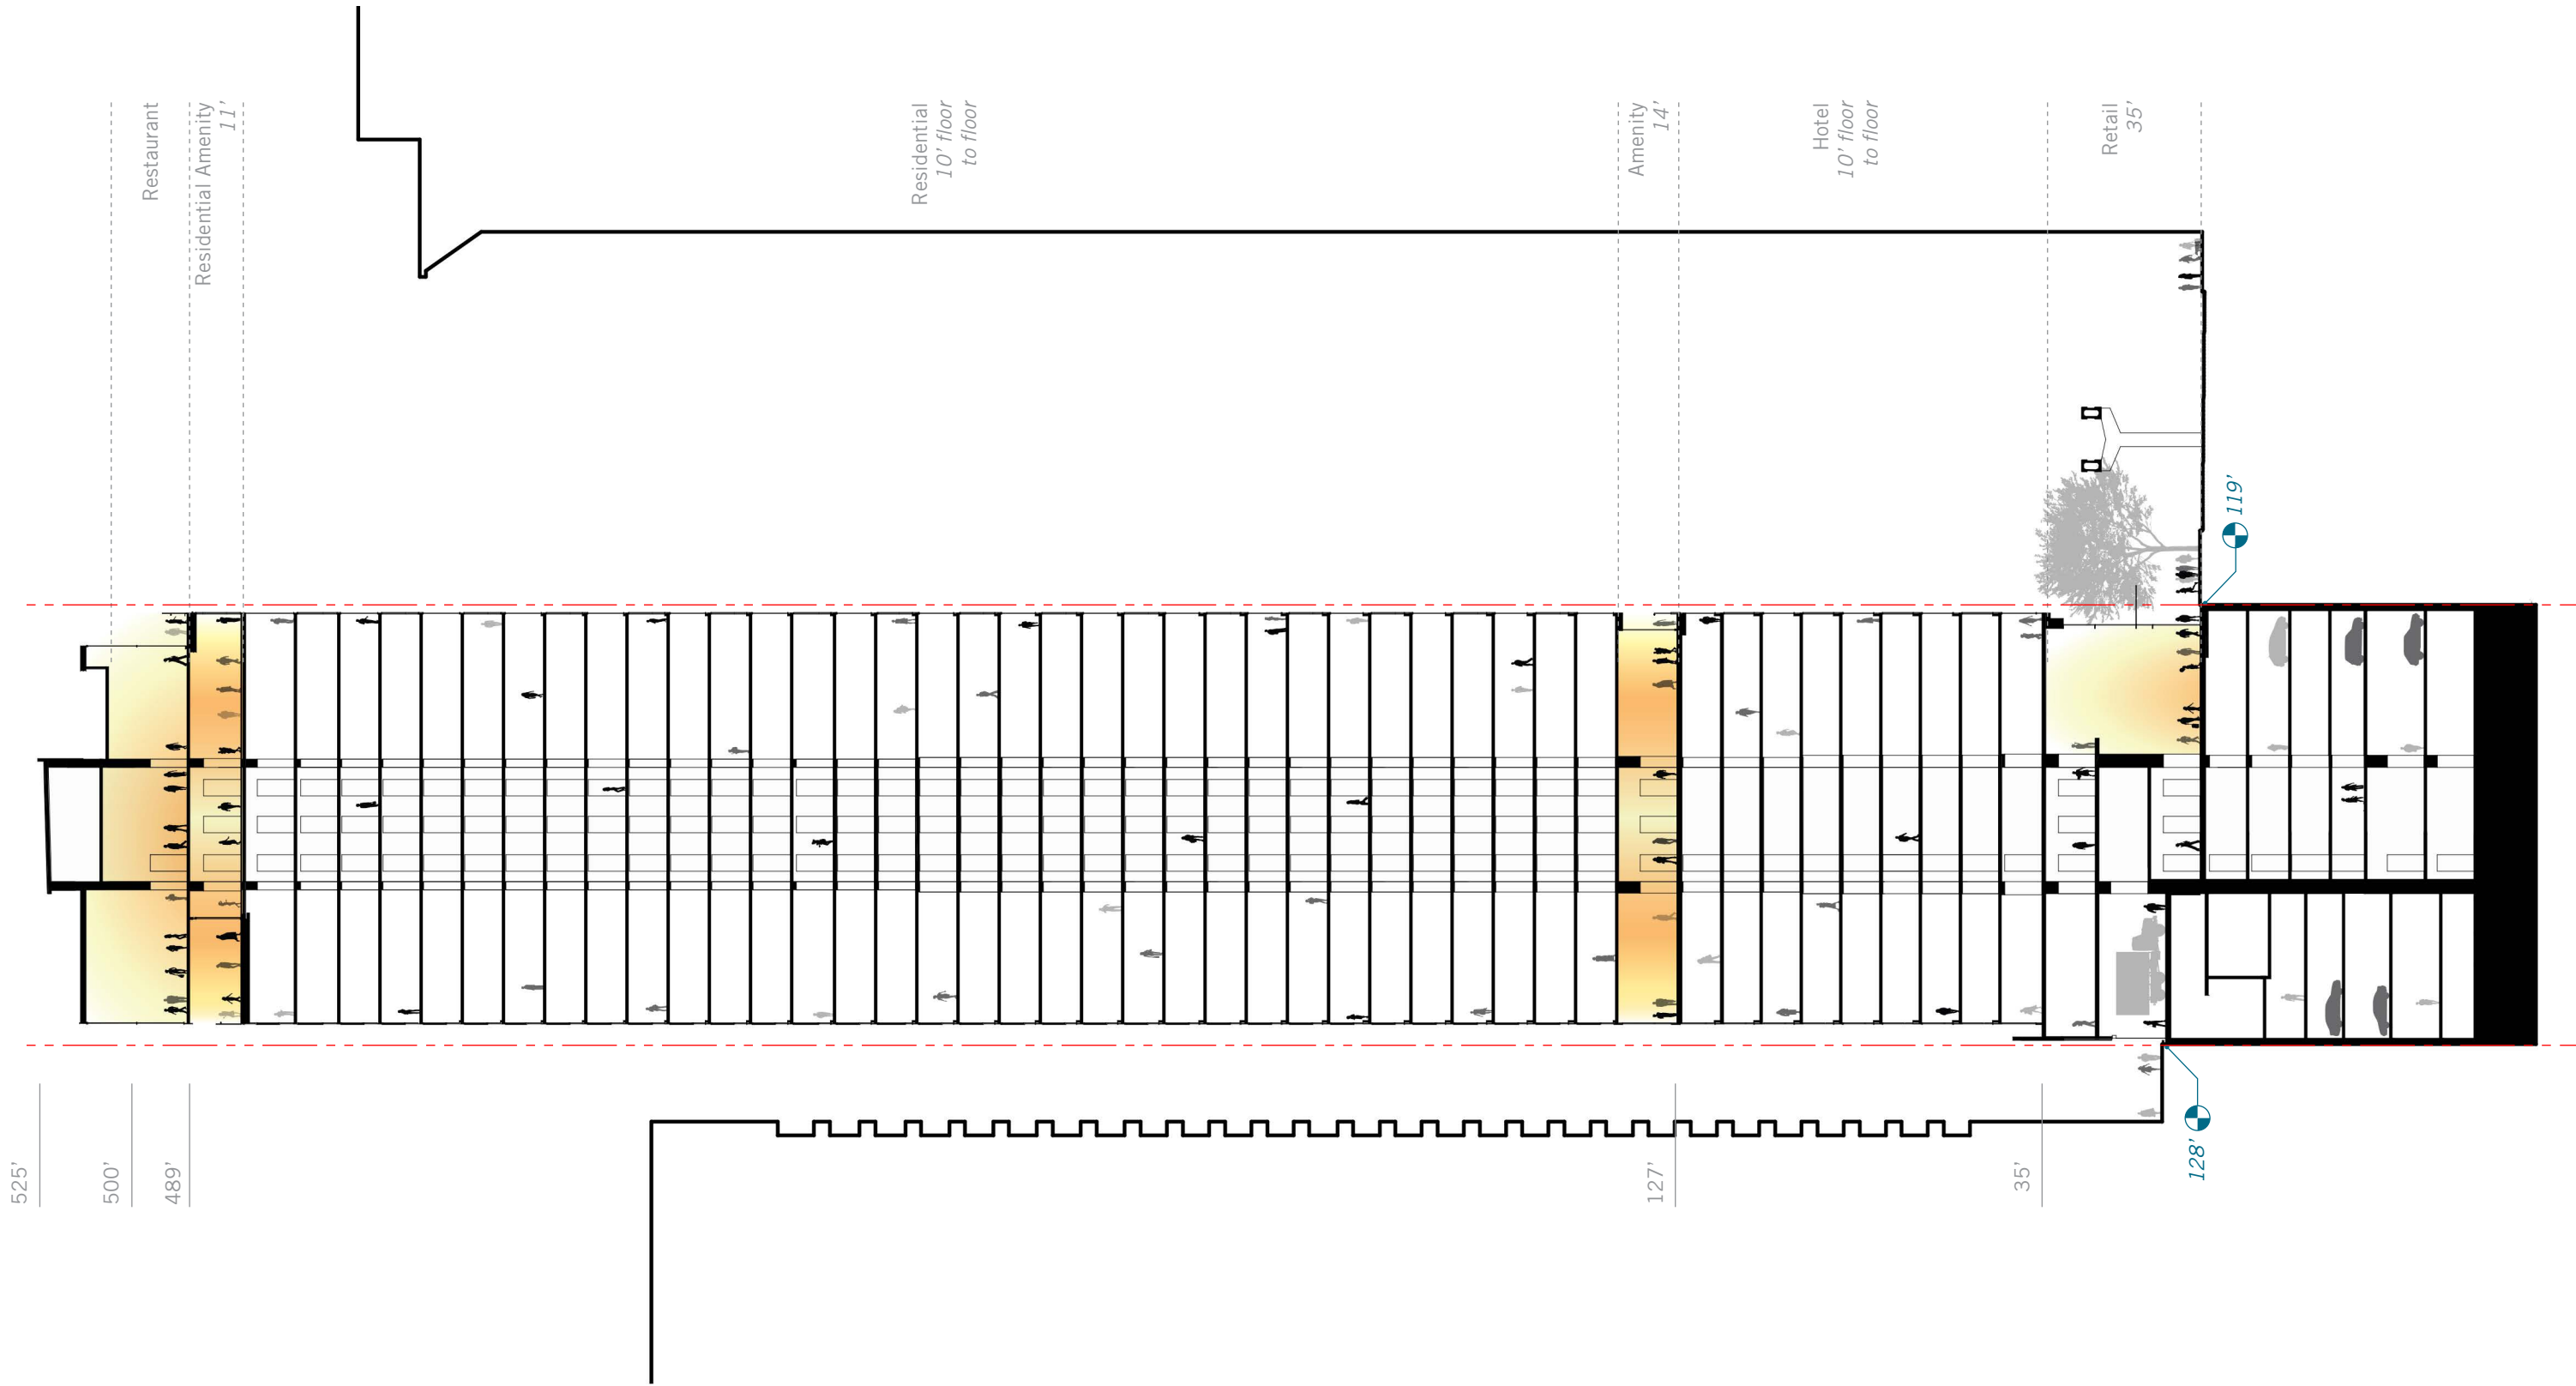 Restaurant
Residential Amenity
11'
Residential
10' floor
to floor
Amenity
14'
Hotel
10' floor
to floor
Retail
35'
119'
525'
500'
489'
127'
35'
128'